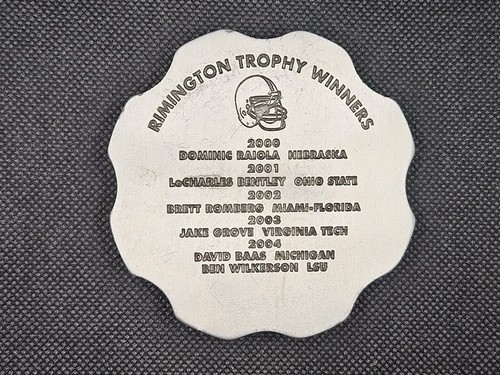 RIMINGTON TROPHY WINNERS
2000
DOMINIC RAIOLA NEBRASKA
2001
LeCHARLES BENTLEY OHIO STATE
2002
BRETT ROMBERG MIAMI-FLORIDA
2003
JAKE GROVE VIRGINIA TECH
2004
DAVID BAAS MICHIGAN
BEN WILKERSON LSU